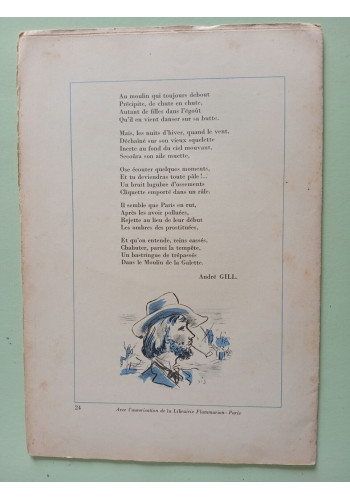 Au moulin qui toujours debout
Précipite, de chute en chute,
Autant de filles dans l'égoût
Qu'il en vient danser sur sa butte.
Mais, les nuits d'hiver, quand le vent,
Déchaîné sur son vieux squelette
Inerte au fond du ciel mouvant,
Secouera son aile muette,
Ose écouter quelques moments,
Et tu deviendras toute pâle !...
Un bruit lugubre d'ossements
Cliquette emporté dans un râle.
Il semble que Paris en rut,
Après les avoir polluées,
Rejette au lieu de leur début
Les ombres des prostituées,
Et qu'on entende, reins cassés,
Chahuter, parmi la tempête,
Un bastringue de trépassés
Dans le Moulin de la Galette.
André GILL.
24
Avec l'autorisation de la Librairie Flammarion - Paris